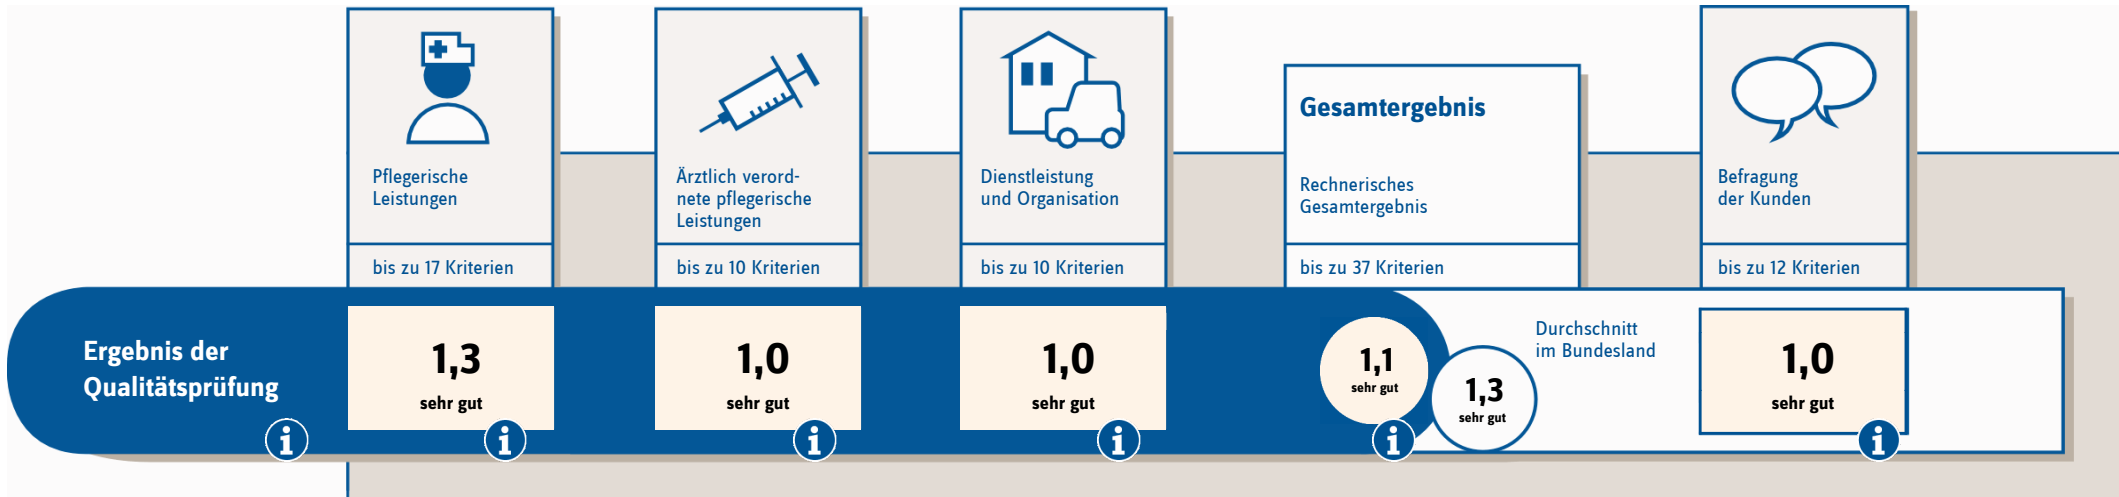 Pflegerische
Leistungen
bis zu 17 Kriterien
Ärztlich verord-
nete pflegerische
Leistungen
bis zu 10 Kriterien
Dienstleistung
und Organisation
bis zu 10 Kriterien
Gesamtergebnis
Rechnerisches
Gesamtergebnis
bis zu 37 Kriterien
Befragung
der Kunden
bis zu 12 Kriterien
Ergebnis der
Qualitätsprüfung
i
1,3
sehr gut
i
1,0
sehr gut
i
1,0
sehr gut
i
1,1
sehr gut
i
1,3
sehr gut
Durchschnitt
im Bundesland
1,0
sehr gut
i